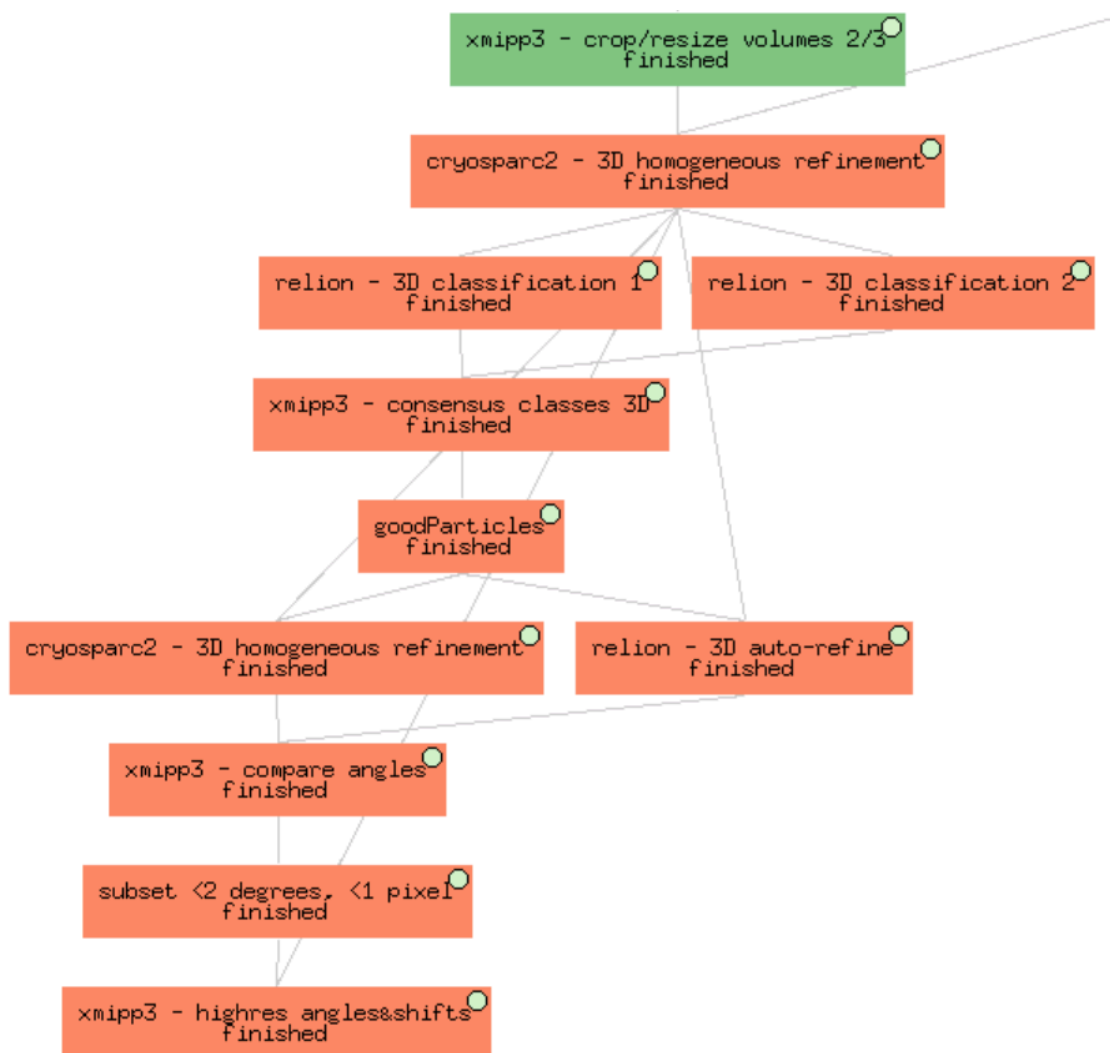 xmipp3 - crop/resize volumes 2/3
finished
cryosparc2 - 3D homogeneous refinement
finished
relion - 3D classification 1
finished
relion - 3D classification 2
finished
xmipp3 - consensus classes 3D
finished
goodParticles
finished
cryosparc2 - 3D homogeneous refinement
finished
relion - 3D auto-refine
finished
xmipp3 - compare angles
finished
subset <2 degrees, <1 pixel
finished
xmipp3 - highres angles&shifts
finished